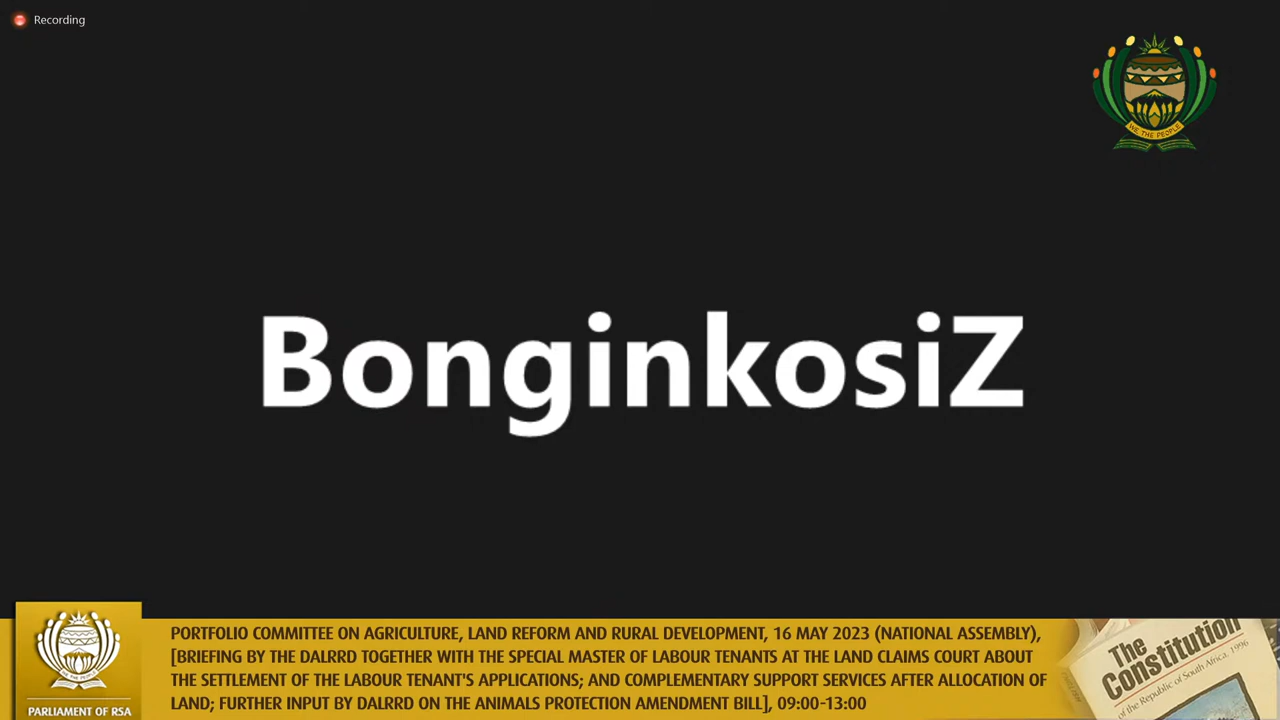 Recording
WE, THE PEOPLE
BonginkosiZ
PORTFOLIO COMMITTEE ON AGRICULTURE, LAND REFORM AND RURAL DEVELOPMENT, 16 MAY 2023 (NATIONAL ASSEMBLY),
[BRIEFING BY THE DALRRD TOGETHER WITH THE SPECIAL MASTER OF LABOUR TENANTS AT THE LAND CLAIMS COURT ABOUT
THE SETTLEMENT OF THE LABOUR TENANT'S APPLICATIONS; AND COMPLEMENTARY SUPPORT SERVICES AFTER ALLOCATION OF
LAND; FURTHER INPUT BY DALRRD ON THE ANIMALS PROTECTION AMENDMENT BILL], 09:00-13:00
PARLIAMENT OF RSA
The
Constitution
of the Republic of South Africa, 1996